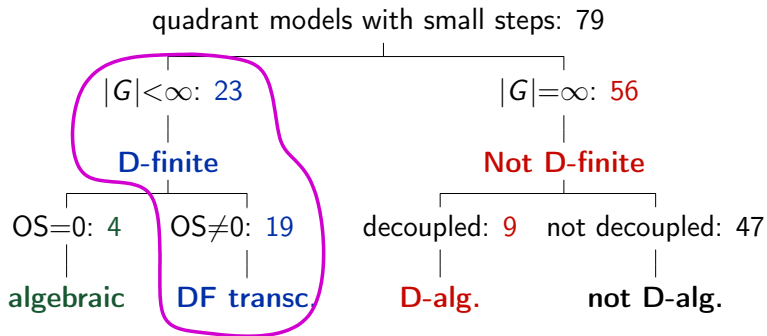 quadrant models with small steps: 79
|G|<∞: 23 |G|=∞: 56
D-finite Not D-finite
OS=0: 4 OS≠0: 19 decoupled: 9 not decoupled: 47
algebraic DF transc. D-alg. not D-alg.